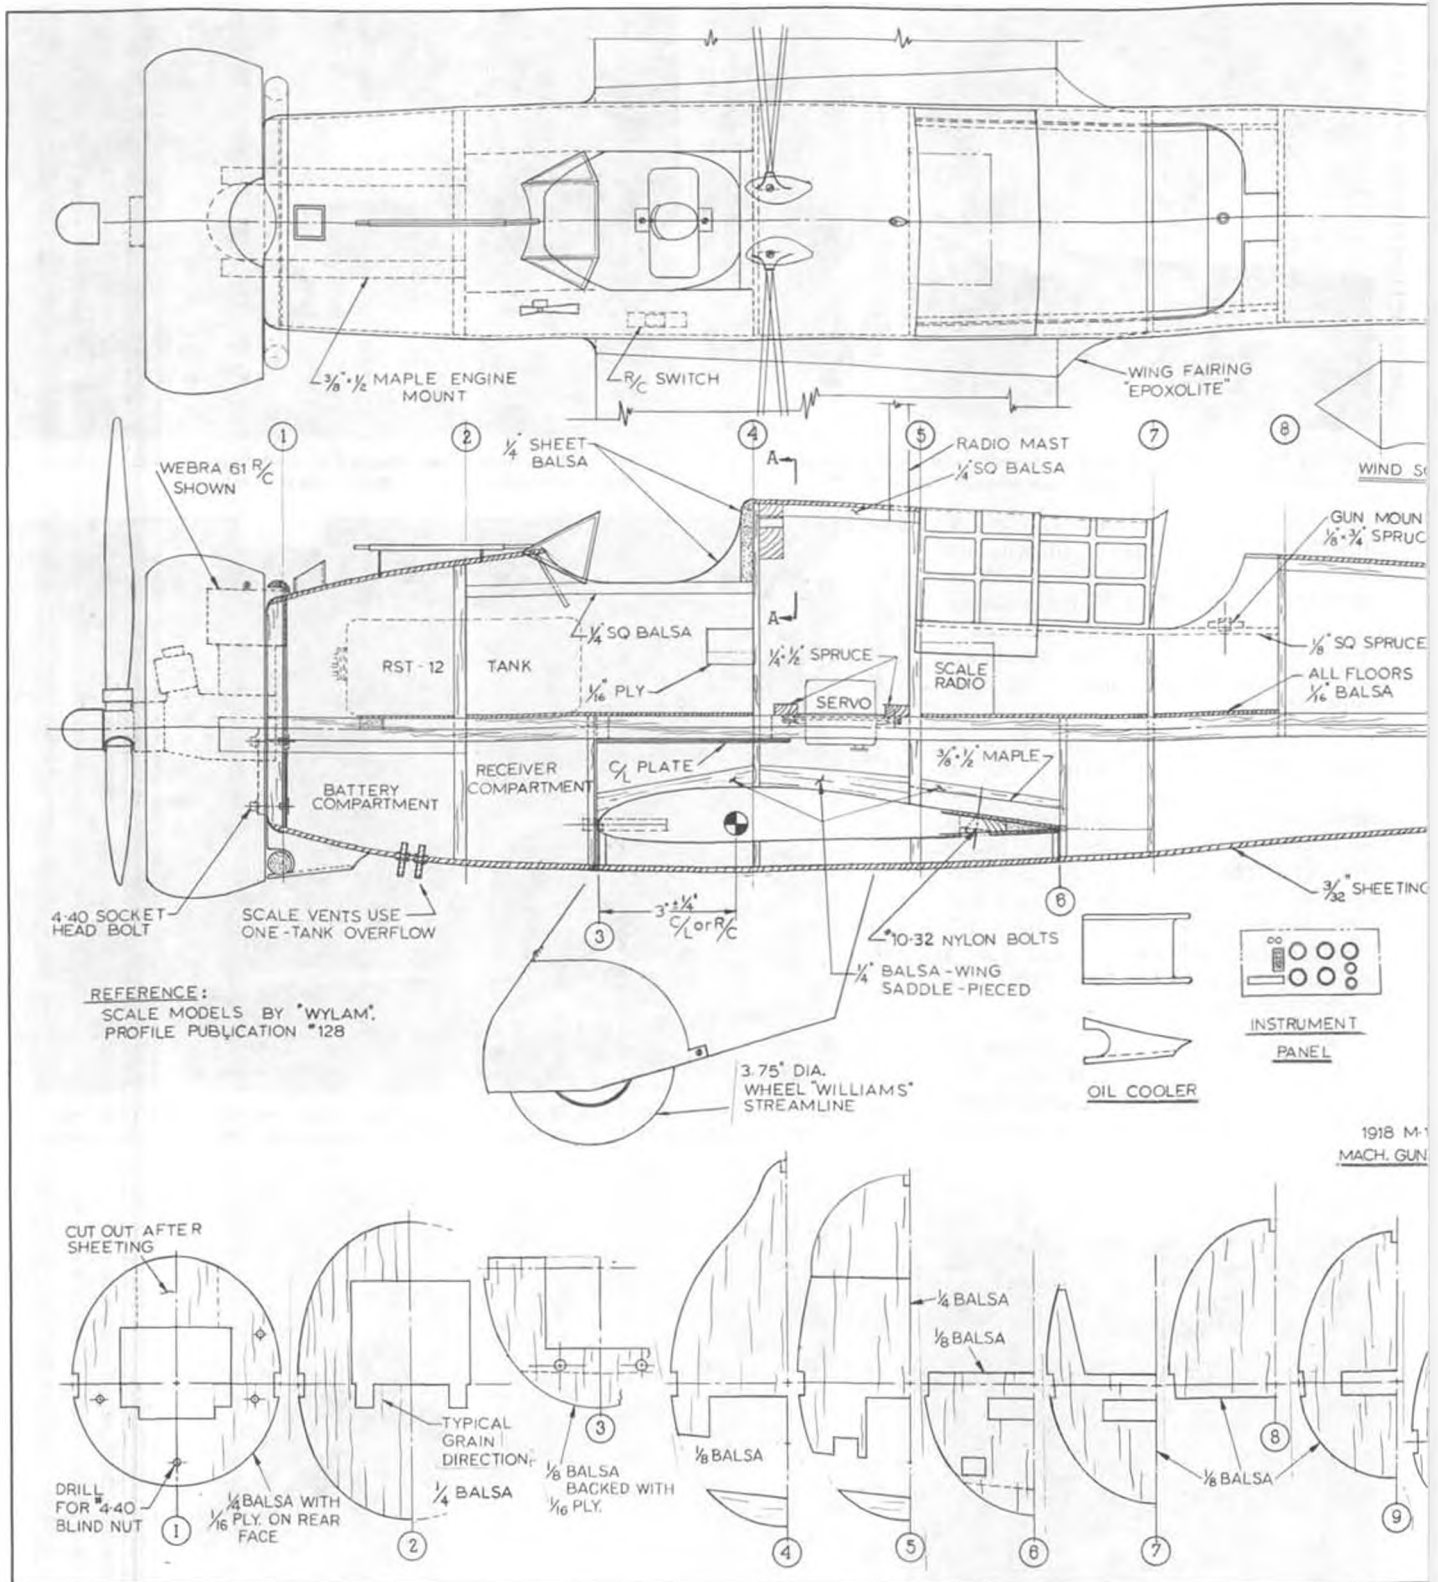 3/8" x 1/2 MAPLE ENGINE
MOUNT
R/C SWITCH
WING FAIRING
"EPOXOLITE"
1
2
4
5
7
8
1/4" SHEET
BALSA
A
RADIO MAST
1/4" SQ BALSA
WIND SC
WEBRA 61 R/C
SHOWN
GUN MOUN
1/8" x 3/4" SPRUC
A
1/4" SQ BALSA
1/4" x 1/2" SPRUCE
1/8" SQ SPRUCE
RST-12 TANK
1/16" PLY
SERVO
SCALE
RADIO
ALL FLOORS
1/16" BALSA
RECEIVER
COMPARTMENT
C/L PLATE
3/8" x 1/2" MAPLE
BATTERY
COMPARTMENT
3/32" SHEETING
4-40 SOCKET
HEAD BOLT
SCALE VENTS USE
ONE-TANK OVERFLOW
3
3" ± 1/4"
C/L or R/C
6
#10-32 NYLON BOLTS
1/4" BALSA-WING
SADDLE-PIECED
REFERENCE:
SCALE MODELS BY "WYLAM".
PROFILE PUBLICATION #128
INSTRUMENT
PANEL
OIL COOLER
3.75" DIA.
WHEEL "WILLIAMS"
STREAMLINE
1918 M-1
MACH. GUN
CUT OUT AFTER
SHEETING
1/4 BALSA
1/8 BALSA
TYPICAL
GRAIN
DIRECTION
1/4 BALSA
3
1/8 BALSA
BACKED WITH
1/16 PLY.
1/8 BALSA
1/8 BALSA
8
DRILL
FOR #4-40
BLIND NUT
1
1/4 BALSA WITH
1/16 PLY. ON REAR
FACE
2
4
5
6
7
9